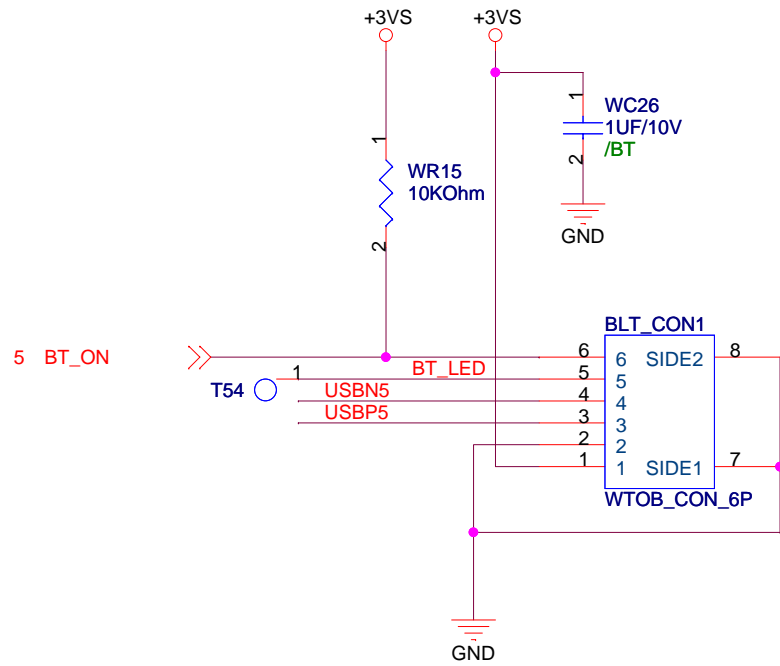 +3VS
+3VS
1
WC26
1UF/10V
2
/BT
1
WR15
10KOhm
2
GND
BLT_CON1
5 BT_ON
6
6
SIDE2
8
BT_LED
T54
1
5
5
USBN5
4
4
USBP5
3
3
2
2
1
1
SIDE1
7
WTOB_CON_6P
GND